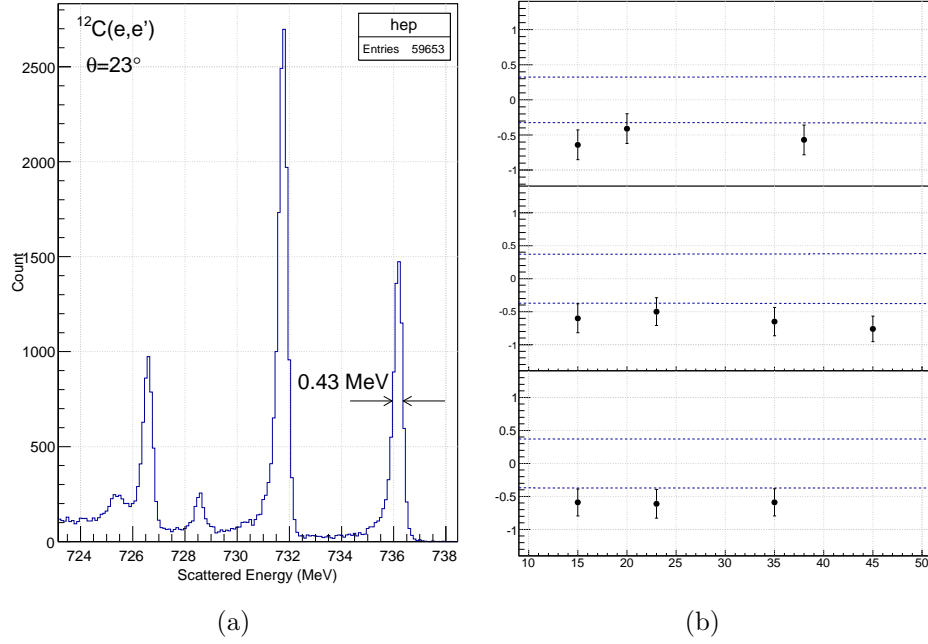 12C(e,e')
θ=23°
hep
Entries 59653
Count
2500
2000
1500
1000
500
0
0.43 MeV
724 726 728 730 732 734 736 738
Scattered Energy (MeV)
(a)
1
0.5
0
-0.5
-1
1
0.5
0
-0.5
-1
1
0.5
0
-0.5
-1
10 15 20 25 30 35 40 45 50
(b)